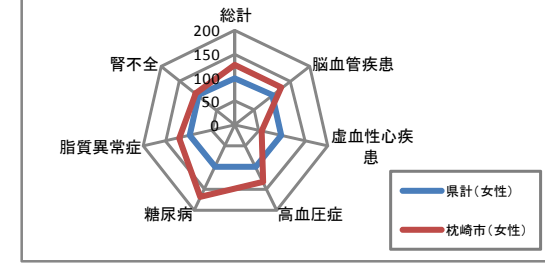 総計
200
150
100
50
0
脳血管疾患
虚血性心疾
患
高血圧症
糖尿病
脂質異常症
腎不全
県計(女性)
枕崎市(女性)